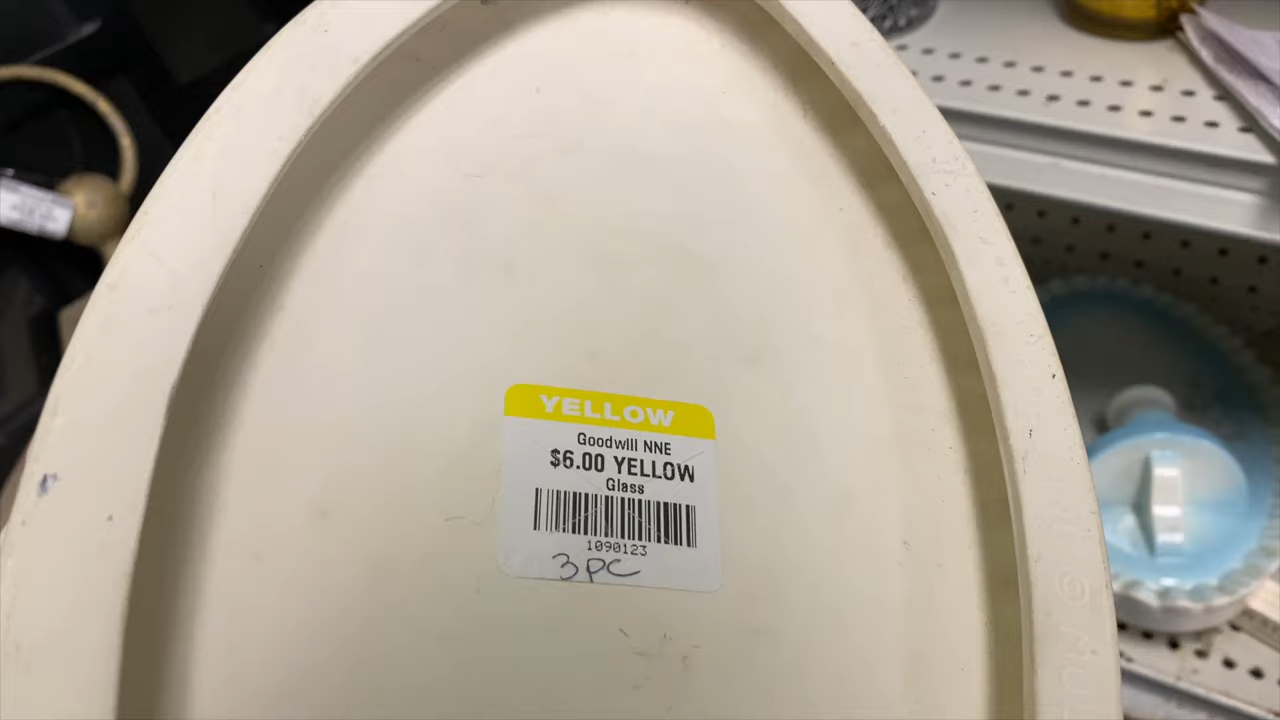 YELLOW
Goodwill NNE
$6.00 YELLOW
Glass
1090123
3PC